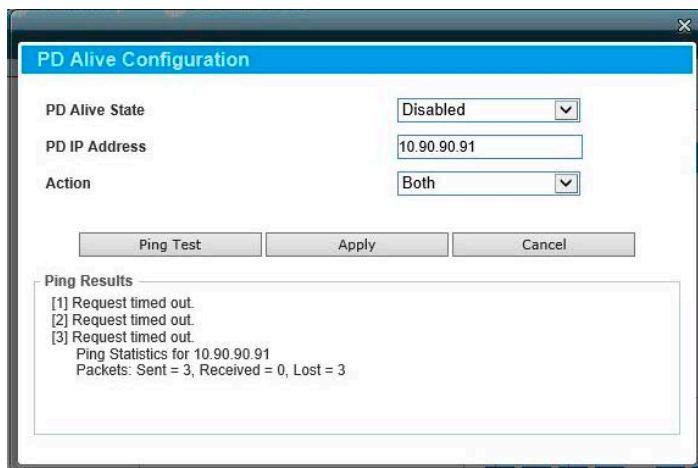 PD Alive Configuration
PD Alive State Disabled
PD IP Address 10.90.90.91
Action Both
Ping Test Apply Cancel
Ping Results
[1] Request timed out.
[2] Request timed out.
[3] Request timed out.
Ping Statistics for 10.90.90.91
Packets: Sent = 3, Received = 0, Lost = 3